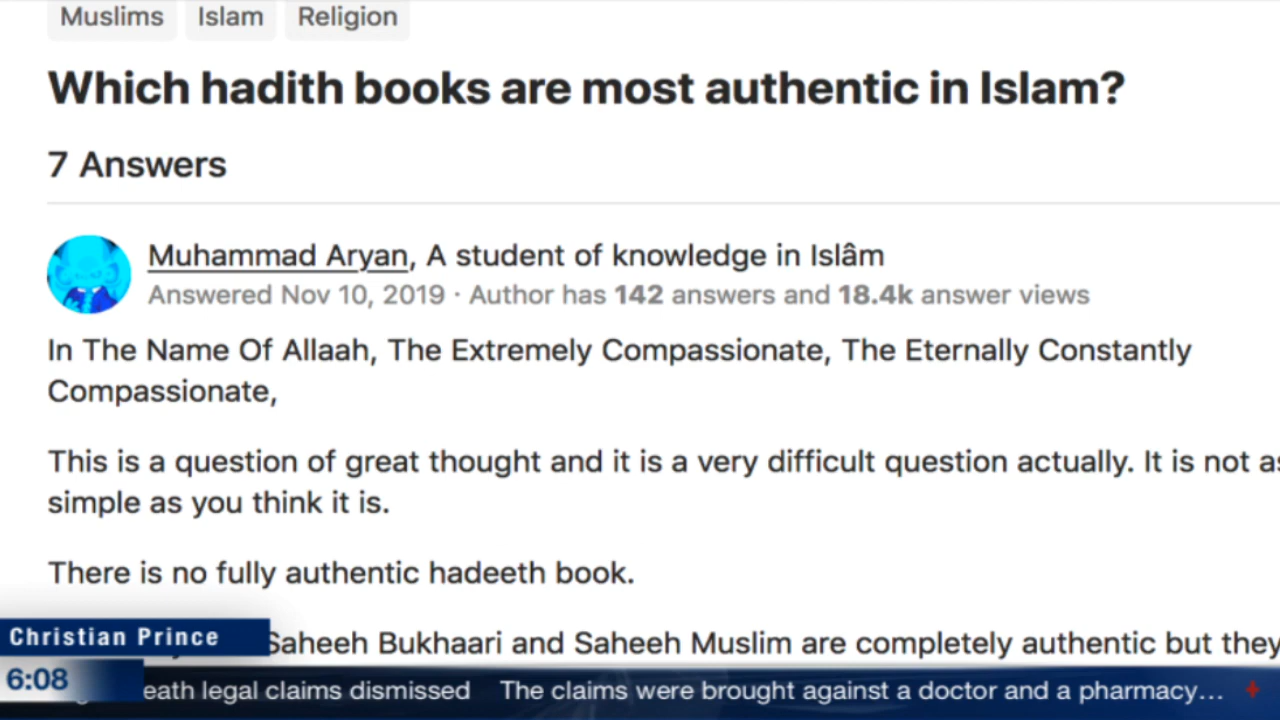 Muslims Islam Religion
Which hadith books are most authentic in Islam?
7 Answers
Muhammad Aryan, A student of knowledge in Islâm
Answered Nov 10, 2019 · Author has 142 answers and 18.4k answer views
In The Name Of Allaah, The Extremely Compassionate, The Eternally Constantly
Compassionate,
This is a question of great thought and it is a very difficult question actually. It is not as
simple as you think it is.
There is no fully authentic hadeeth book.
Saheeh Bukhaari and Saheeh Muslim are completely authentic but they
Christian Prince
6:08
legal claims dismissed The claims were brought against a doctor and a pharmacy...